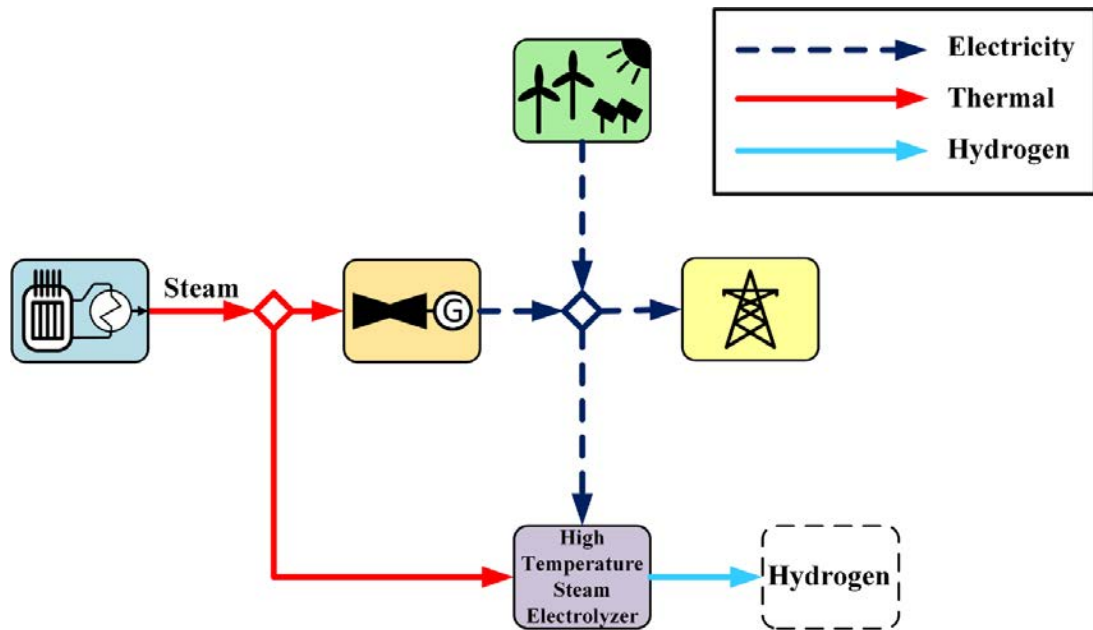 Electricity
Thermal
Hydrogen
Steam
G
High
Temperature
Steam
Electrolyzer
Hydrogen